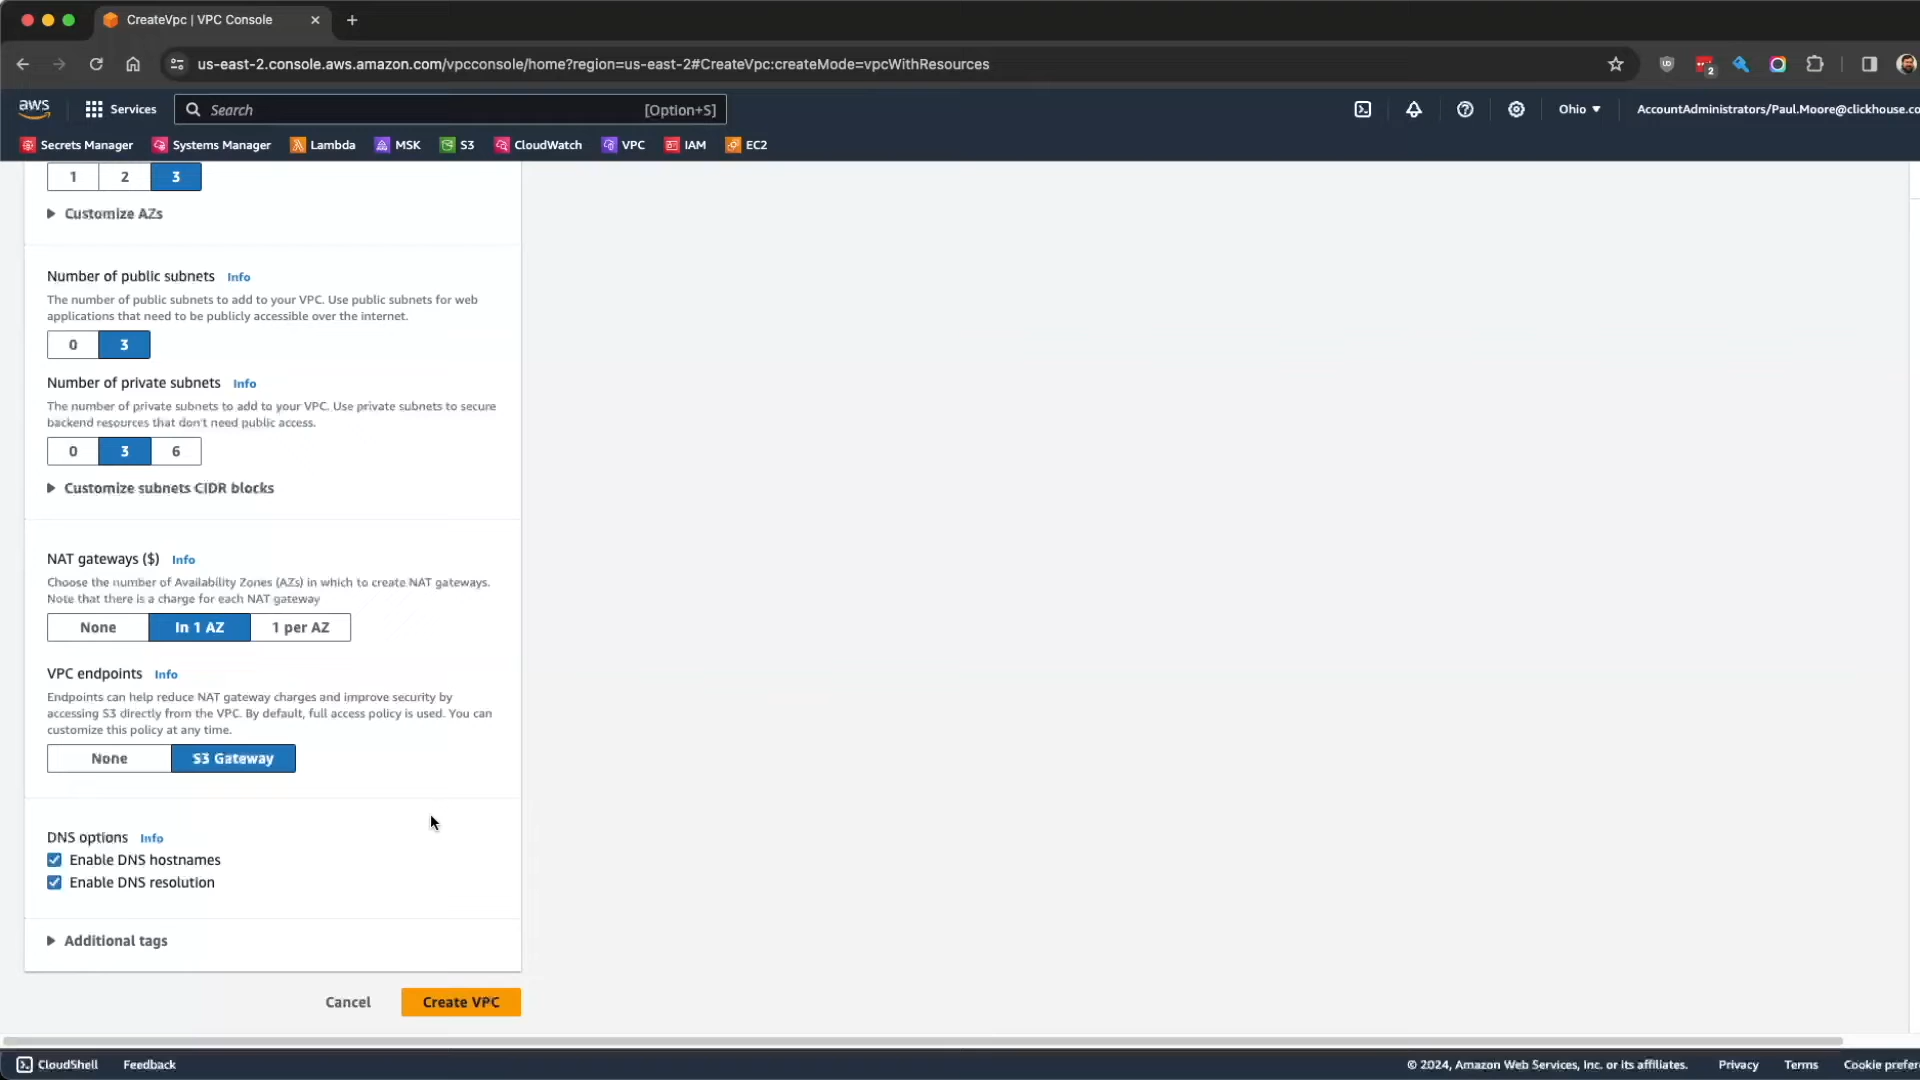 CreateVpc | VPC Console
us-east-2.console.aws.amazon.com/vpcconsole/home?region=us-east-2#CreateVpc:createMode=vpcWithResources
2
aws
Services
Search
[Option+S]
Ohio
AccountAdministrators/Paul.Moore@clickhouse.co
Secrets Manager
Systems Manager
Lambda
MSK
S3
CloudWatch
VPC
IAM
EC2
1
2
3
Customize AZs
Number of public subnets Info
The number of public subnets to add to your VPC. Use public subnets for web
applications that need to be publicly accessible over the internet.
0
3
Number of private subnets Info
The number of private subnets to add to your VPC. Use private subnets to secure
backend resources that don't need public access.
0
3
6
Customize subnets CIDR blocks
NAT gateways ($) Info
Choose the number of Availability Zones (AZs) in which to create NAT gateways.
Note that there is a charge for each NAT gateway
None
In 1 AZ
1 per AZ
VPC endpoints Info
Endpoints can help reduce NAT gateway charges and improve security by
accessing S3 directly from the VPC. By default, full access policy is used. You can
customize this policy at any time.
None
S3 Gateway
DNS options Info
Enable DNS hostnames
Enable DNS resolution
Additional tags
Cancel
Create VPC
CloudShell
Feedback
© 2024, Amazon Web Services, Inc. or its affiliates.
Privacy
Terms
Cookie prefer